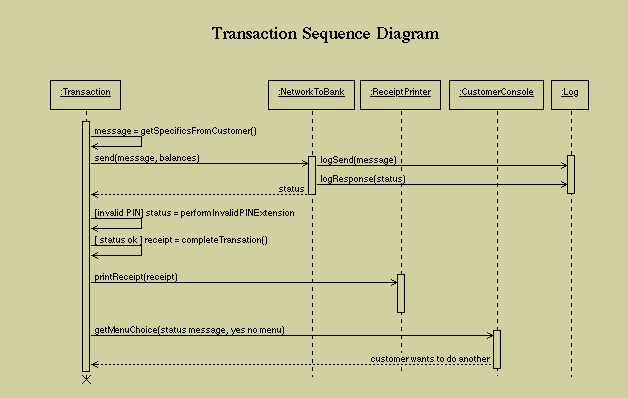 Transaction Sequence Diagram
:Transaction
:NetworkToBank
:ReceiptPrinter
:CustomerConsole
:Log
message = getSpecificsFromCustomer()
send(message, balances)
logSend(message)
logResponse(status)
status
[invalid PIN] status = performInvalidPINExtension
[ status ok ] receipt = completeTransation()
printReceipt(receipt)
getMenuChoice(status message, yes no menu)
customer wants to do another